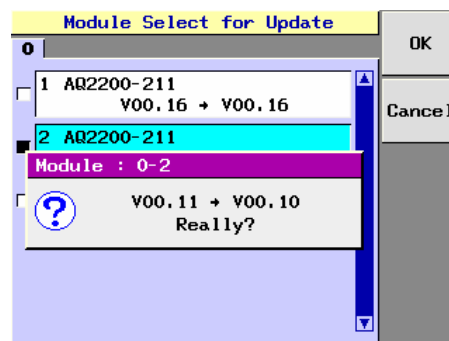 Module Select for Update
0
1 AQ2200-211
V00.16 → V00.16
2 AQ2200-211
Module : 0-2
?
V00.11 → V00.10
Really?
OK
Cancel